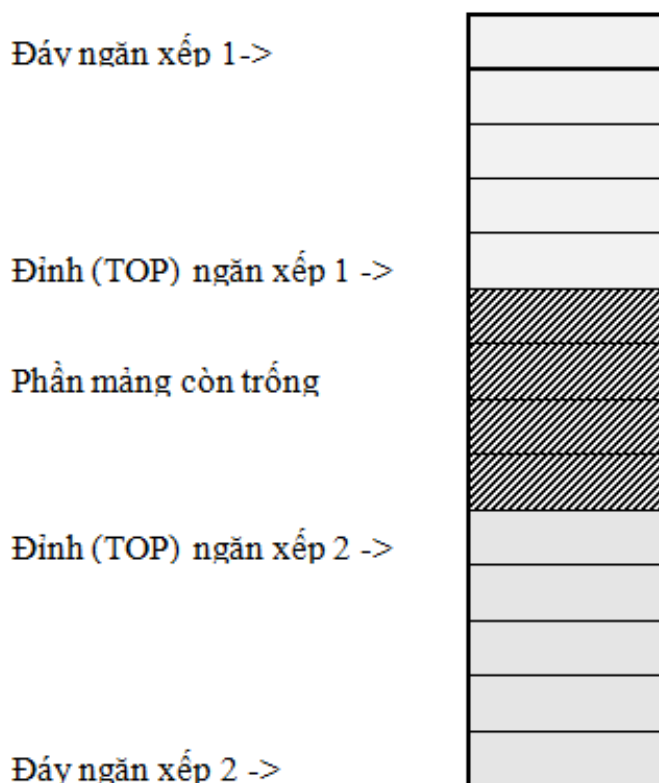 Đáy ngăn xếp 1->
Đỉnh (TOP) ngăn xếp 1 ->
Phần mảng còn trống
Đỉnh (TOP) ngăn xếp 2 ->
Đáy ngăn xếp 2 ->